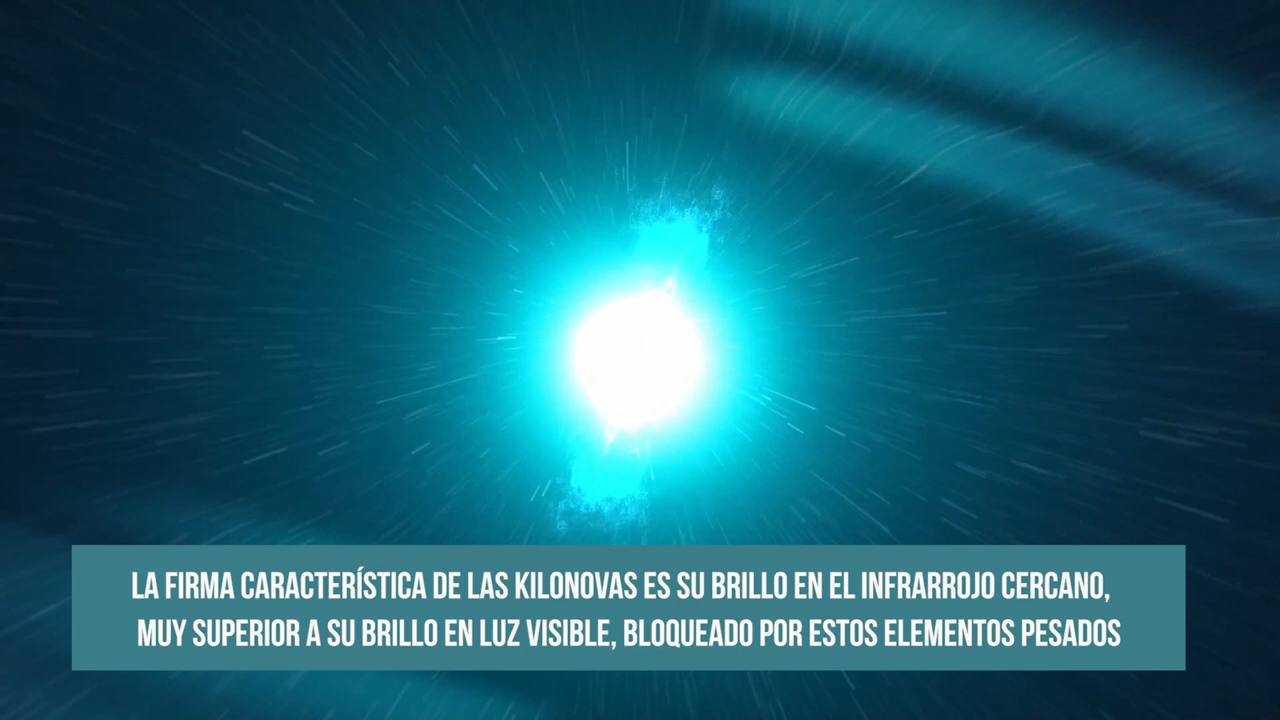 LA FIRMA CARACTERÍSTICA DE LAS KILONOVAS ES SU BRILLO EN EL INFRARROJO CERCANO,
MUY SUPERIOR A SU BRILLO EN LUZ VISIBLE, BLOQUEADO POR ESTOS ELEMENTOS PESADOS